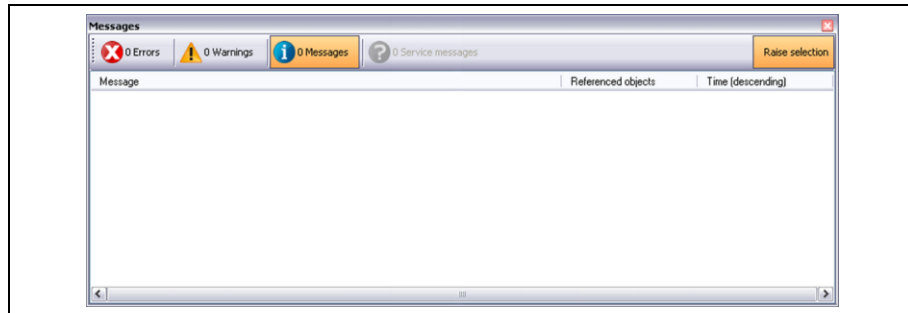 Messages
0 Errors 0 Warnings 0 Messages 0 Service messages Raise selection
Message Referenced objects Time (descending)